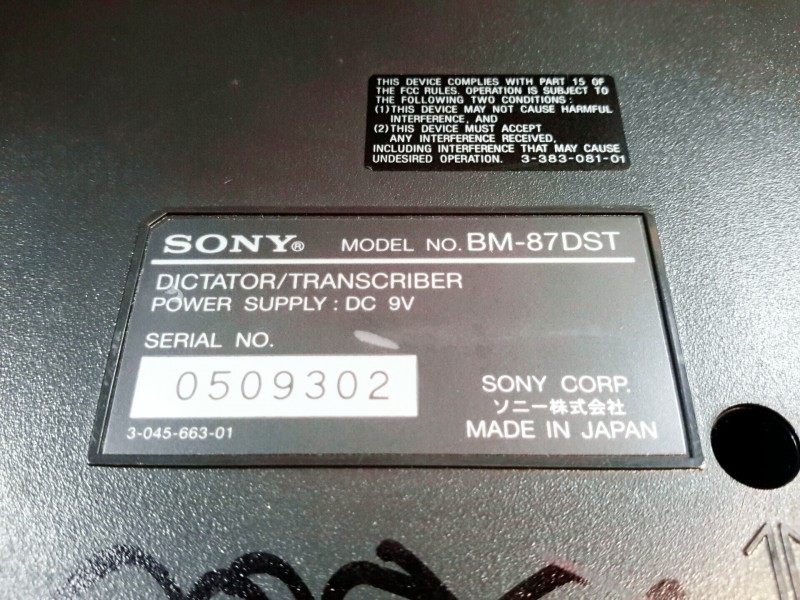 THIS DEVICE COMPLIES WITH PART 15 OF
THE FCC RULES. OPERATION IS SUBJECT TO
THE FOLLOWING TWO CONDITIONS :
(1)THIS DEVICE MAY NOT CAUSE HARMFUL
INTERFERENCE, AND
(2)THIS DEVICE MUST ACCEPT
ANY INTERFERENCE RECEIVED,
INCLUDING INTERFERENCE THAT MAY CAUSE
UNDESIRED OPERATION. 3-383-081-01
SONY® MODEL NO. BM-87DST
DICTATOR/TRANSCRIBER
POWER SUPPLY : DC 9V
SERIAL NO.
0509302
SONY CORP.
ソニー株式会社
3-045-663-01 MADE IN JAPAN